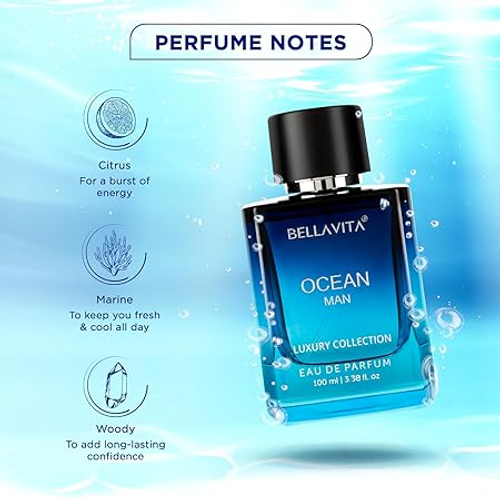 PERFUME NOTES
Citrus
For a burst of
energy
Marine
To keep you fresh
& cool all day
Woody
To add long-lasting
confidence
BELLAVITA®
OCEAN
MAN
LUXURY COLLECTION
EAU DE PARFUM
100 ml | 3.38 fl. oz